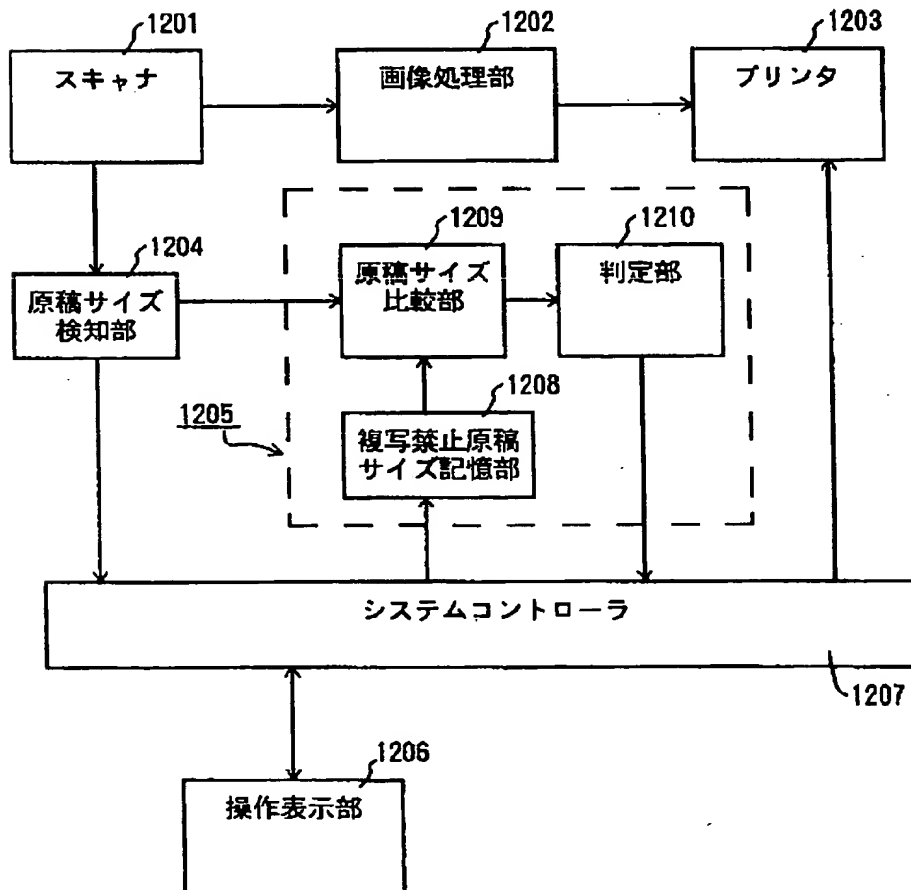 1201
スキャナ
1202
画像処理部
1203
プリンタ
1204
原稿サイズ
検知部
1209
原稿サイズ
比較部
1210
判定部
1205
1208
複写禁止原稿
サイズ記憶部
システムコントローラ
1207
1206
操作表示部